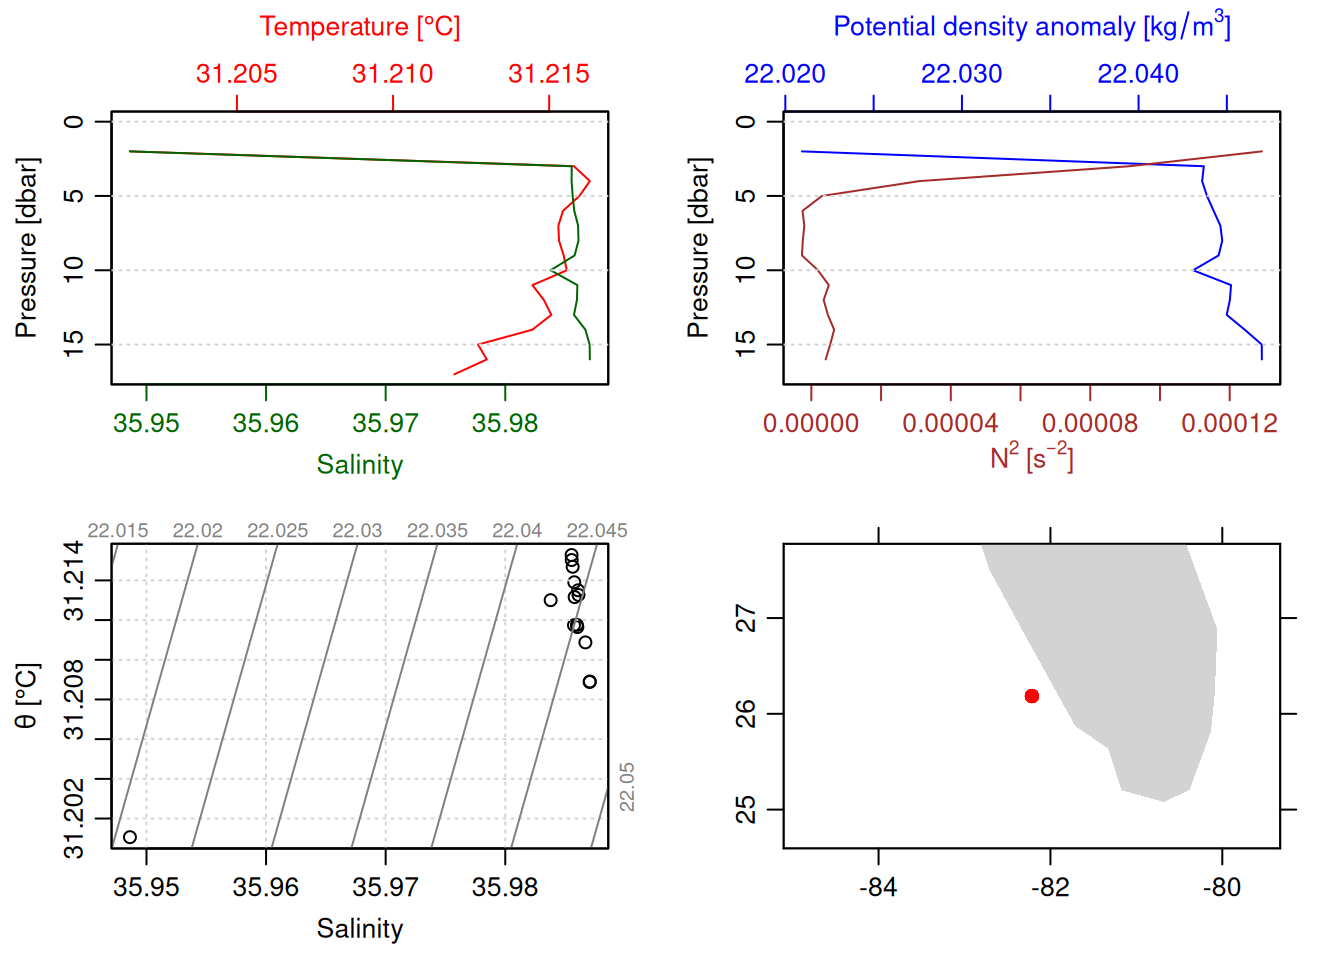 Temperature [°C]
31.205 31.210 31.215
Pressure [dbar]
0
5
10
15
35.95 35.96 35.97 35.98
Salinity
Potential density anomaly [kg/m³]
22.020 22.030 22.040
Pressure [dbar]
0
5
10
15
0.00000 0.00004 0.00008 0.00012
N² [s⁻²]
22.015 22.02 22.025 22.03 22.035 22.04 22.045
22.05
θ [°C]
31.214
31.208
31.202
35.95 35.96 35.97 35.98
Salinity
27
26
25
-84 -82 -80